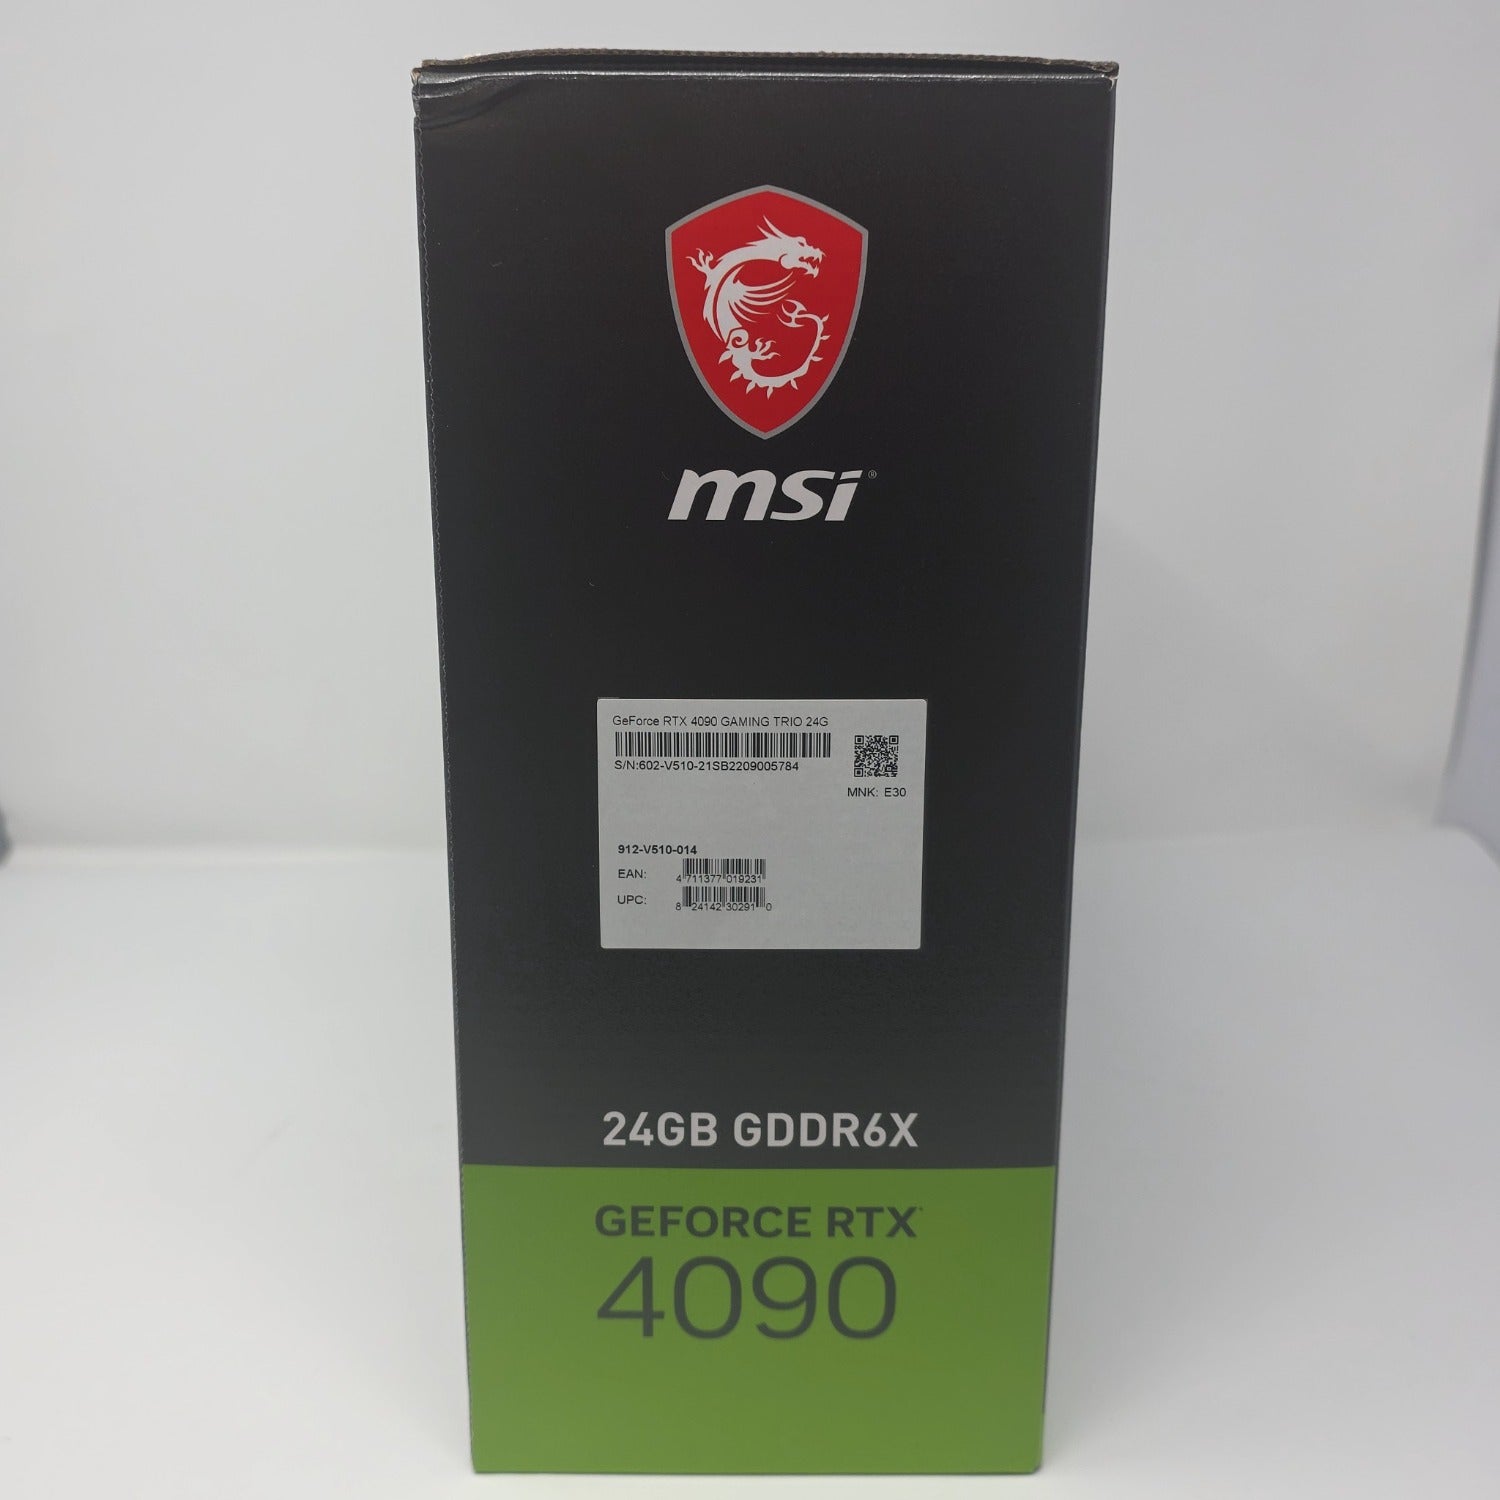 msi®
GeForce RTX 4090 GAMING TRIO 24G
S/N:602-V510-21SB2209005784
MNK: E30
912-V510-014
EAN: 4 711377 019231
UPC: 8 24142 30291 0
24GB GDDR6X
GEFORCE RTX
4090